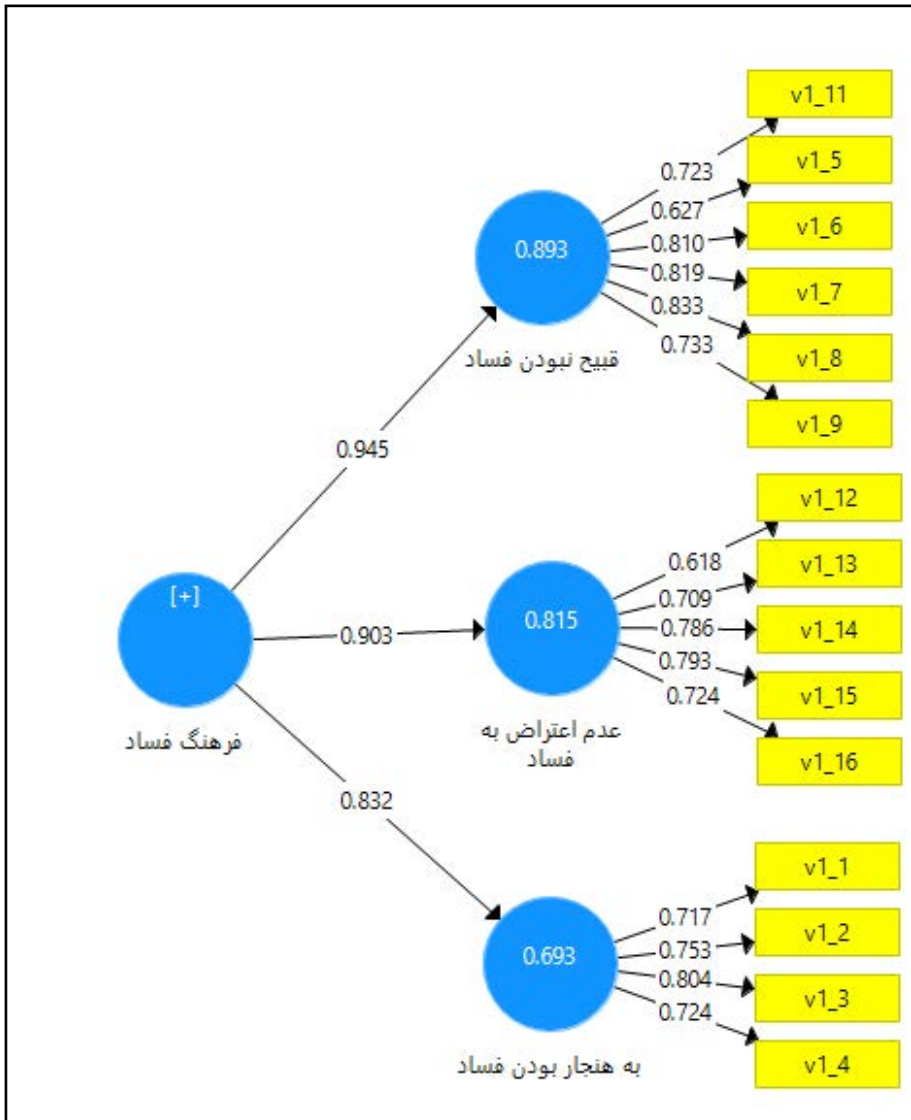 v1_11
0.723
v1_5
0.627
v1_6
0.810
0.893
v1_7
0.819
v1_8
0.833
v1_9
0.733
قبیح نبودن فساد
0.945
v1_12
0.618
v1_13
0.709
v1_14
0.786
0.815
v1_15
0.793
v1_16
0.724
عدم اعتراض به
فساد
[+]
0.903
فرهنگ فساد
0.832
v1_1
0.717
v1_2
0.753
0.693
v1_3
0.804
v1_4
0.724
به هنجار بودن فساد